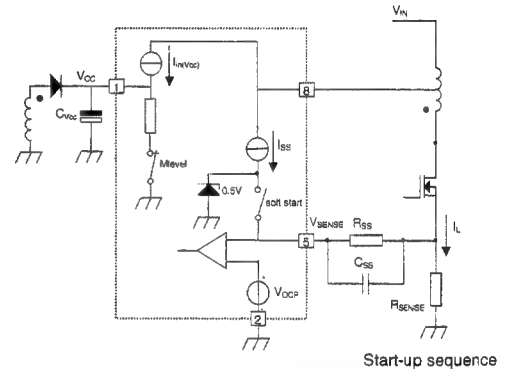 VIN
VCC
1
Iin(Vcc)
8
CVcc
Mlevel
ISS
0.5V
soft start
VSENSE
RSS
5
IL
CSS
VOCP
RSENSE
2
Start-up sequence